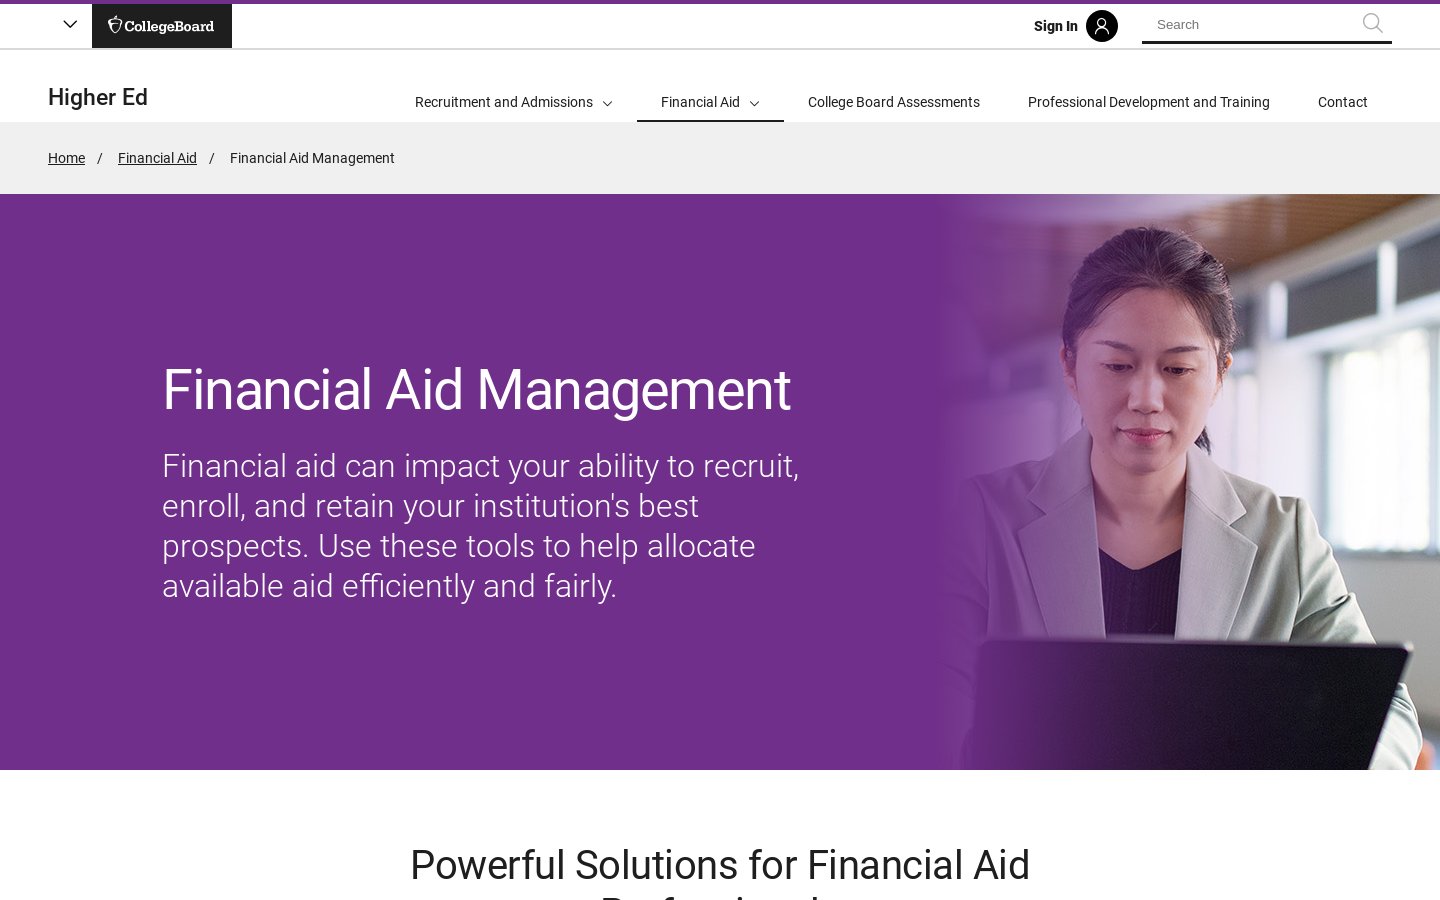 CollegeBoard
Sign In
Search
Higher Ed
Recruitment and Admissions
Financial Aid
College Board Assessments
Professional Development and Training
Contact
Home / Financial Aid / Financial Aid Management
Financial Aid Management
Financial aid can impact your ability to recruit,
enroll, and retain your institution's best
prospects. Use these tools to help allocate
available aid efficiently and fairly.
Powerful Solutions for Financial Aid